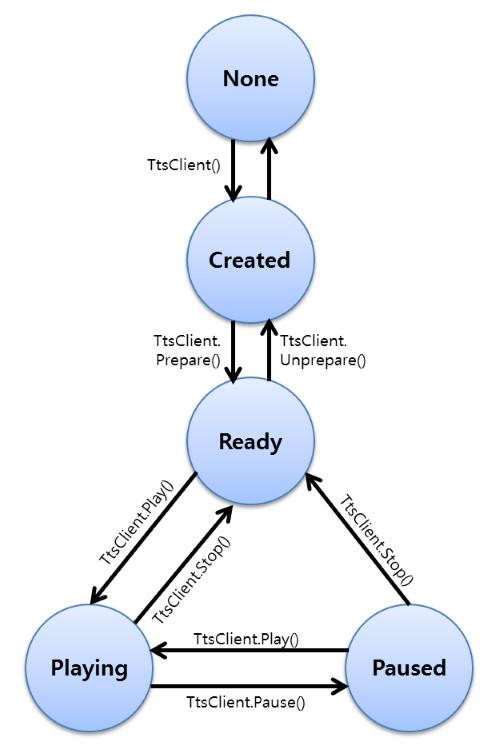 None
TtsClient()
Created
TtsClient.
Prepare()
TtsClient.
Unprepare()
Ready
TtsClient.Play()
TtsClient.Stop()
TtsClient.Stop()
Playing
TtsClient.Play()
TtsClient.Pause()
Paused